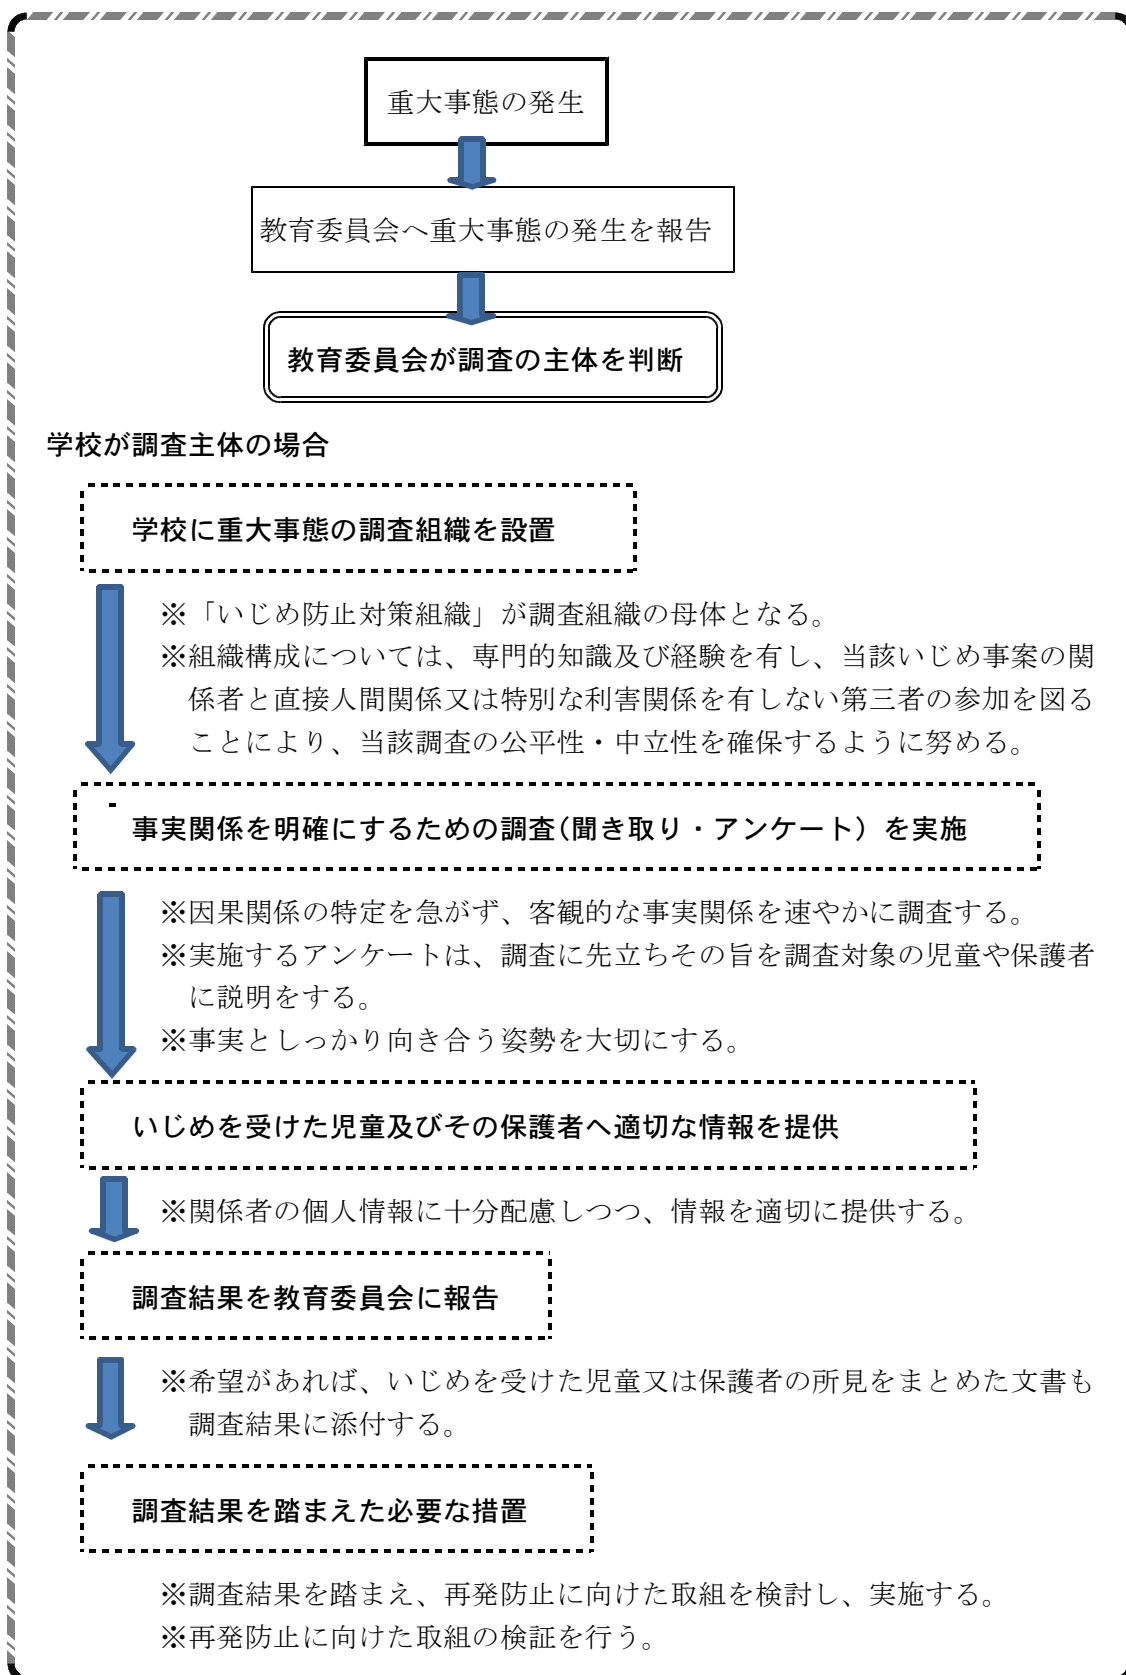 重大事態の発生
教育委員会へ重大事態の発生を報告
教育委員会が調査の主体を判断
学校が調査主体の場合
学校に重大事態の調査組織を設置
※「いじめ防止対策組織」が調査組織の母体となる。
※組織構成については、専門的知識及び経験を有し、当該いじめ事案の関
係者と直接人間関係又は特別な利害関係を有しない第三者の参加を図る
ことにより、当該調査の公平性・中立性を確保するように努める。
事実関係を明確にするための調査(聞き取り・アンケート）を実施
※因果関係の特定を急がず、客観的な事実関係を速やかに調査する。
※実施するアンケートは、調査に先立ちその旨を調査対象の児童や保護者
に説明をする。
※事実としっかり向き合う姿勢を大切にする。
いじめを受けた児童及びその保護者へ適切な情報を提供
※関係者の個人情報に十分配慮しつつ、情報を適切に提供する。
調査結果を教育委員会に報告
※希望があれば、いじめを受けた児童又は保護者の所見をまとめた文書も
調査結果に添付する。
調査結果を踏まえた必要な措置
※調査結果を踏まえ、再発防止に向けた取組を検討し、実施する。
※再発防止に向けた取組の検証を行う。